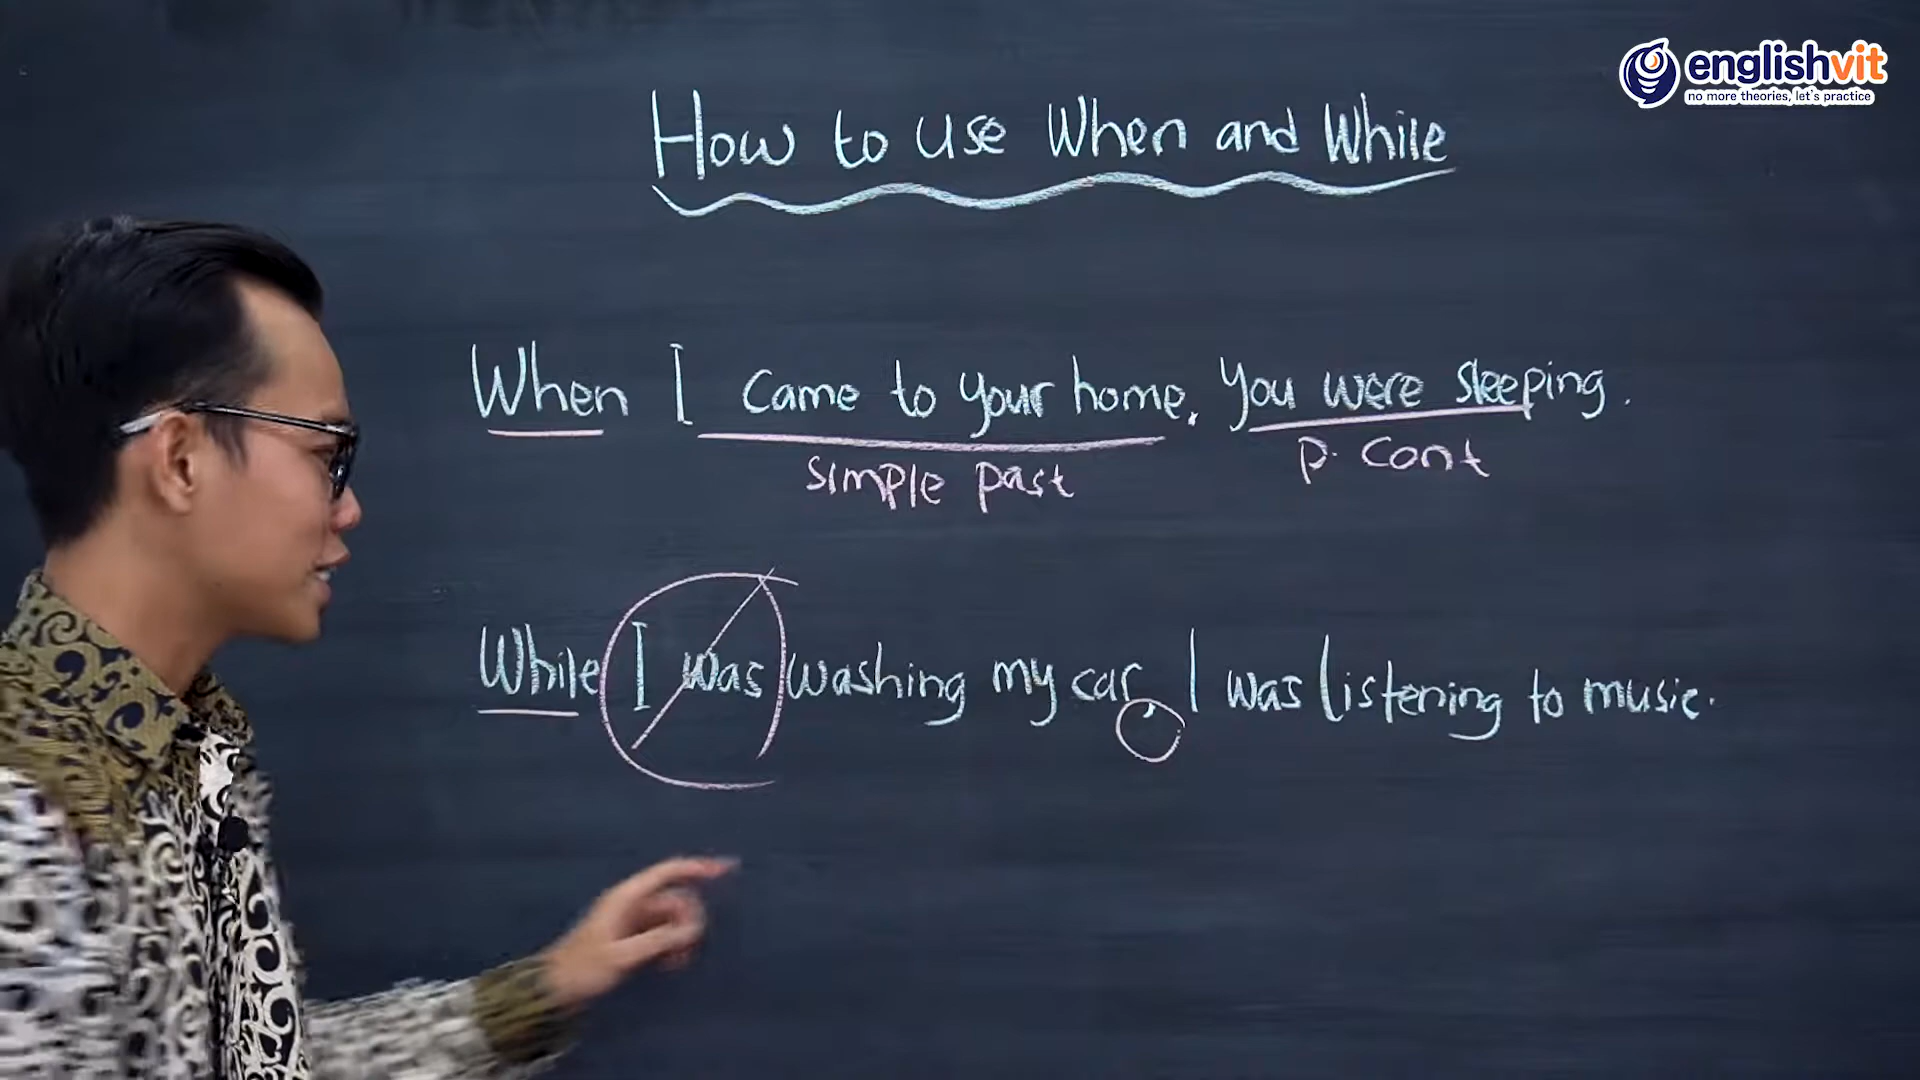 englishvit
no more theories, let's practice
How to use When and While
When I came to your home, you were sleeping.
simple past p. cont
While I was washing my car, I was listening to music.